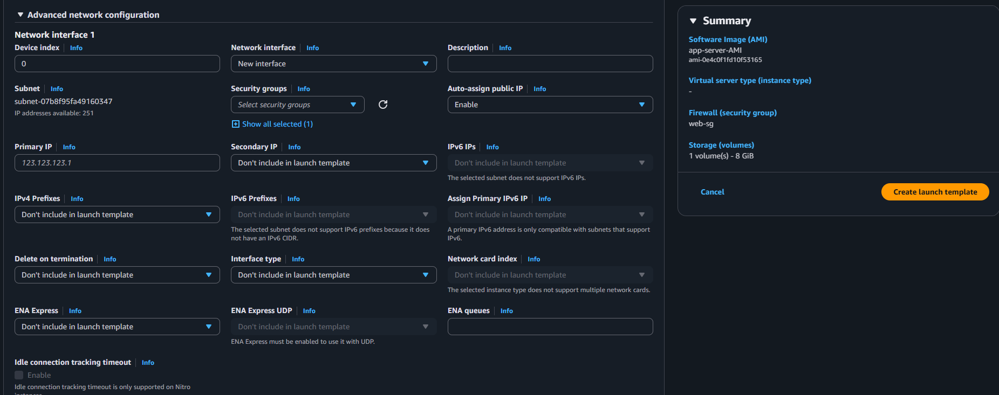 Advanced network configuration
Network interface 1
Device index Info
0
Network interface Info
New interface
Description Info
Subnet Info
subnet-07b8f95fa49160347
IP addresses available: 251
Security groups Info
Select security groups
Show all selected (1)
Auto-assign public IP Info
Enable
Primary IP Info
123.123.123.1
Secondary IP Info
Don't include in launch template
IPv6 IPs Info
Don't include in launch template
The selected subnet does not support IPv6 IPs.
IPv4 Prefixes Info
Don't include in launch template
IPv6 Prefixes Info
Don't include in launch template
The selected subnet does not support IPv6 prefixes because it does
not have an IPv6 CIDR.
Assign Primary IPv6 IP Info
Don't include in launch template
A primary IPv6 address is only compatible with subnets that support
IPv6.
Delete on termination Info
Don't include in launch template
Interface type Info
Don't include in launch template
Network card index Info
Don't include in launch template
The selected instance type does not support multiple network cards.
ENA Express Info
Don't include in launch template
ENA Express UDP Info
Don't include in launch template
ENA Express must be enabled to use it with UDP.
ENA queues Info
Idle connection tracking timeout Info
Enable
Idle connection tracking timeout is only supported on Nitro
Summary
Software Image (AMI)
app-server-AMI
ami-0e4c0f1fd10f53165
Virtual server type (instance type)
-
Firewall (security group)
web-sg
Storage (volumes)
1 volume(s) - 8 GiB
Cancel
Create launch template